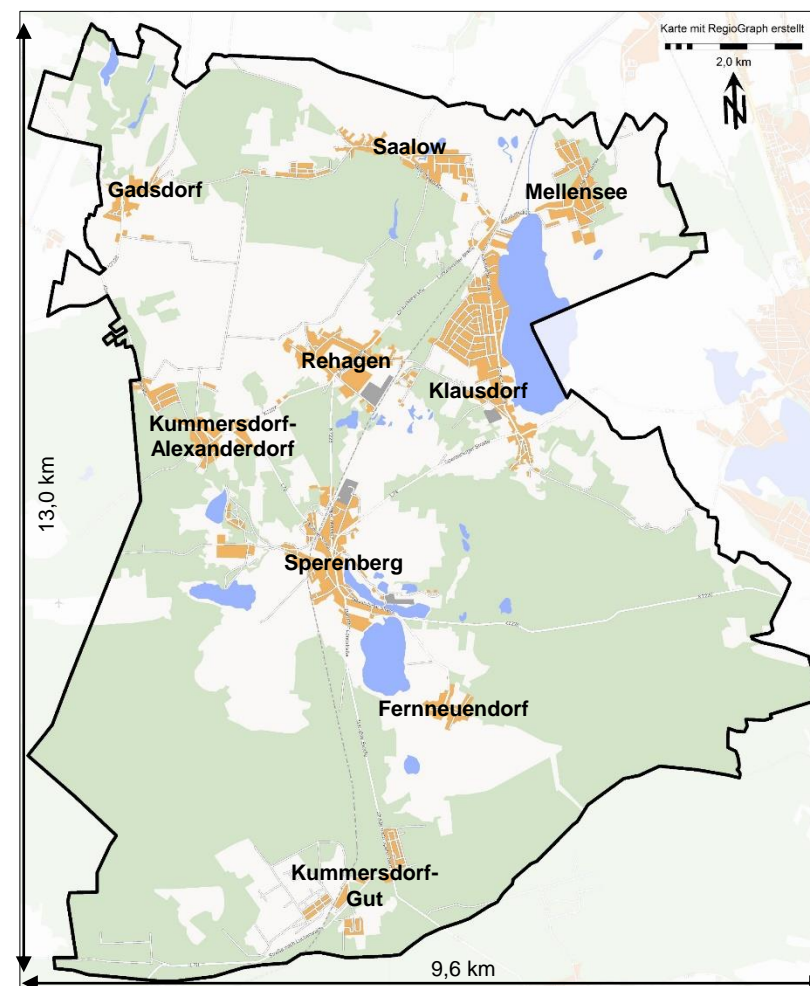 Karte mit RegioGraph erstellt
2,0 km
N
Saalow
Gadsdorf
Mellensee
Rehagen
Klausdorf
Kummersdorf-
Alexanderdorf
13,0 km
Sperenberg
Fernneuendorf
Kummersdorf-
Gut
9,6 km